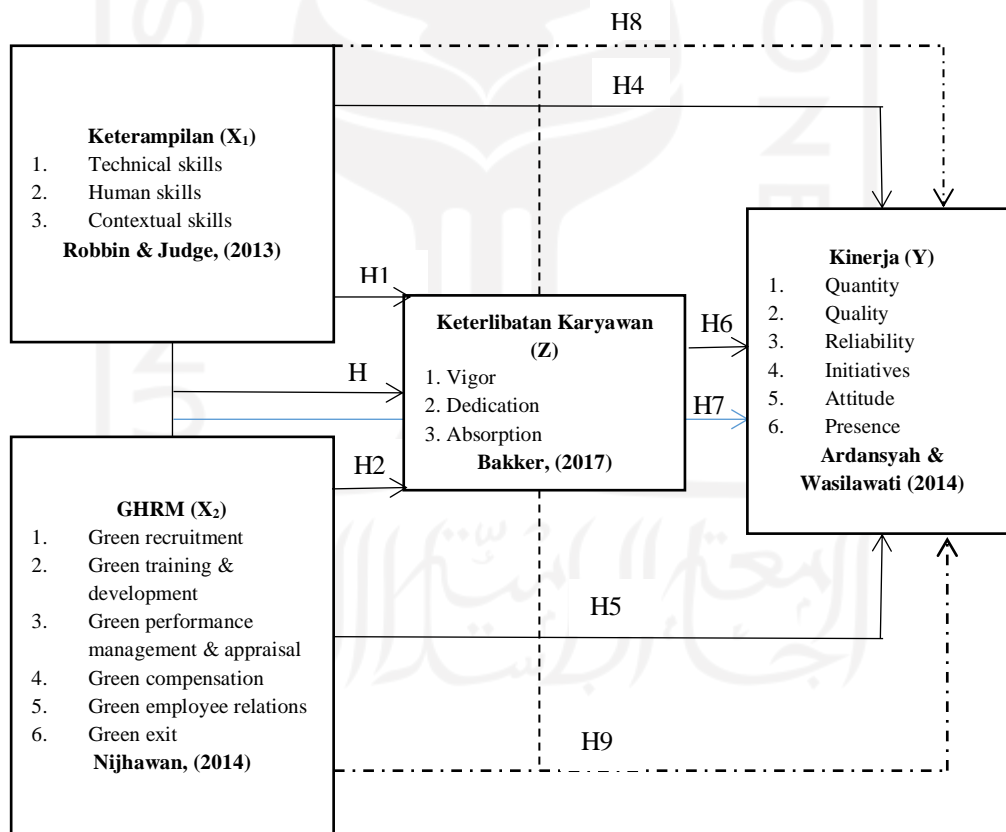 H8
H4
Keterampilan (X₁)
1. Technical skills
2. Human skills
3. Contextual skills
Robbin & Judge, (2013)
H1
Keterlibatan Karyawan
(Z)
1. Vigor
2. Dedication
3. Absorption
Bakker, (2017)
H
H2
H6
H7
Kinerja (Y)
1. Quantity
2. Quality
3. Reliability
4. Initiatives
5. Attitude
6. Presence
Ardansyah &
Wasilawati (2014)
GHRM (X₂)
1. Green recruitment
2. Green training &
development
3. Green performance
management & appraisal
4. Green compensation
5. Green employee relations
6. Green exit
Nijhawan, (2014)
H5
H9